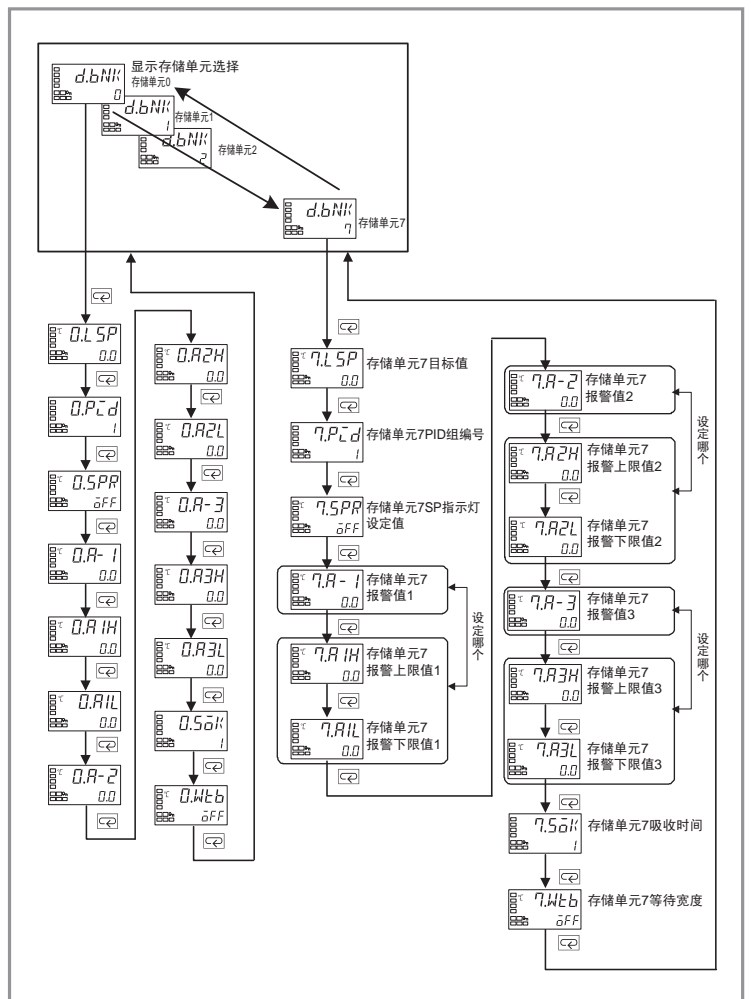 显示存储单元选择
d.bNK
0
存储单元0
d.bNK
1
存储单元1
d.bNK
2
存储单元2
d.bNK
7
存储单元7
℃ 0.LSP
0.0
0.PId
1
0.SPR
oFF
℃ 0.A-1
0.0
℃ 0.A1H
0.0
℃ 0.A1L
0.0
℃ 0.A-2
0.0
℃ 0.A2H
0.0
℃ 0.A2L
0.0
℃ 0.A-3
0.0
℃ 0.A3H
0.0
℃ 0.A3L
0.0
0.SoK
1
℃ 0.Wtb
oFF
℃ 7.LSP
0.0
存储单元7目标值
7.PId
1
存储单元7PID组编号
7.SPR
oFF
存储单元7SP指示灯
设定值
℃ 7.A-1
0.0
存储单元7
报警值1
℃ 7.A1H
0.0
存储单元7
报警上限值1
℃ 7.A1L
0.0
存储单元7
报警下限值1
设定哪个
℃ 7.A-2
0.0
存储单元7
报警值2
℃ 7.A2H
0.0
存储单元7
报警上限值2
℃ 7.A2L
0.0
存储单元7
报警下限值2
设定哪个
℃ 7.A-3
0.0
存储单元7
报警值3
℃ 7.A3H
0.0
存储单元7
报警上限值3
℃ 7.A3L
0.0
存储单元7
报警下限值3
设定哪个
7.SoK
1
存储单元7吸收时间
℃ 7.Wtb
oFF
存储单元7等待宽度